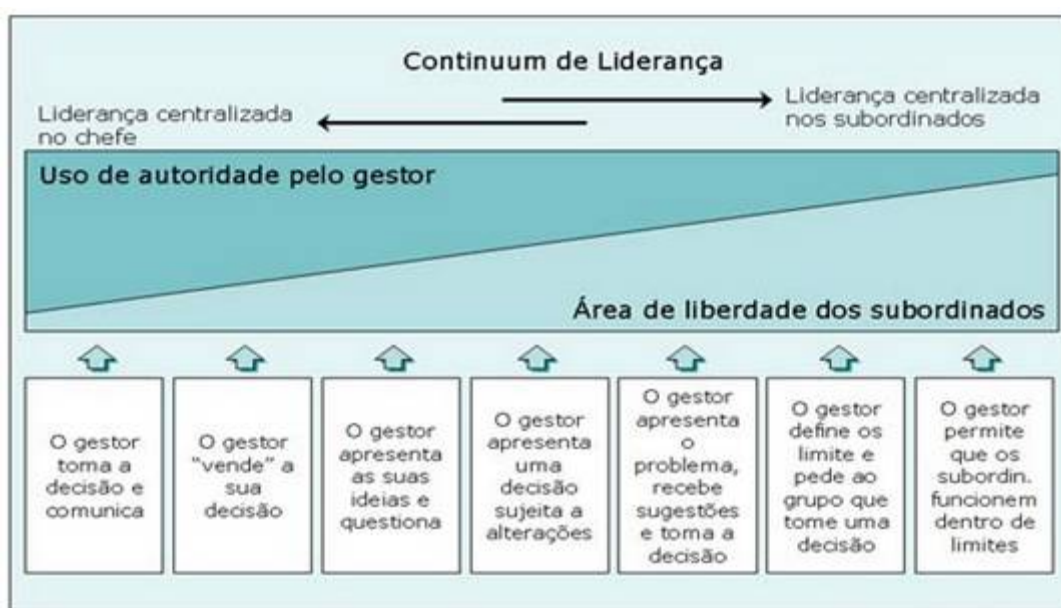 Continuum de Liderança
Liderança centralizada
no chefe
Liderança centralizada
nos subordinados
Uso de autoridade pelo gestor
Área de liberdade dos subordinados
O gestor
toma a
decisão e
comunica
O gestor
"vende" a
sua
decisão
O gestor
apresenta
as suas
ideias e
questiona
O gestor
apresenta
uma
decisão
sujeita a
alterações
O gestor
apresenta
o
problema,
recebe
sugestões
e toma a
decisão
O gestor
define os
limite e
pede ao
grupo que
tome uma
decisão
O gestor
permite
que os
subordin.
funcionem
dentro de
limites